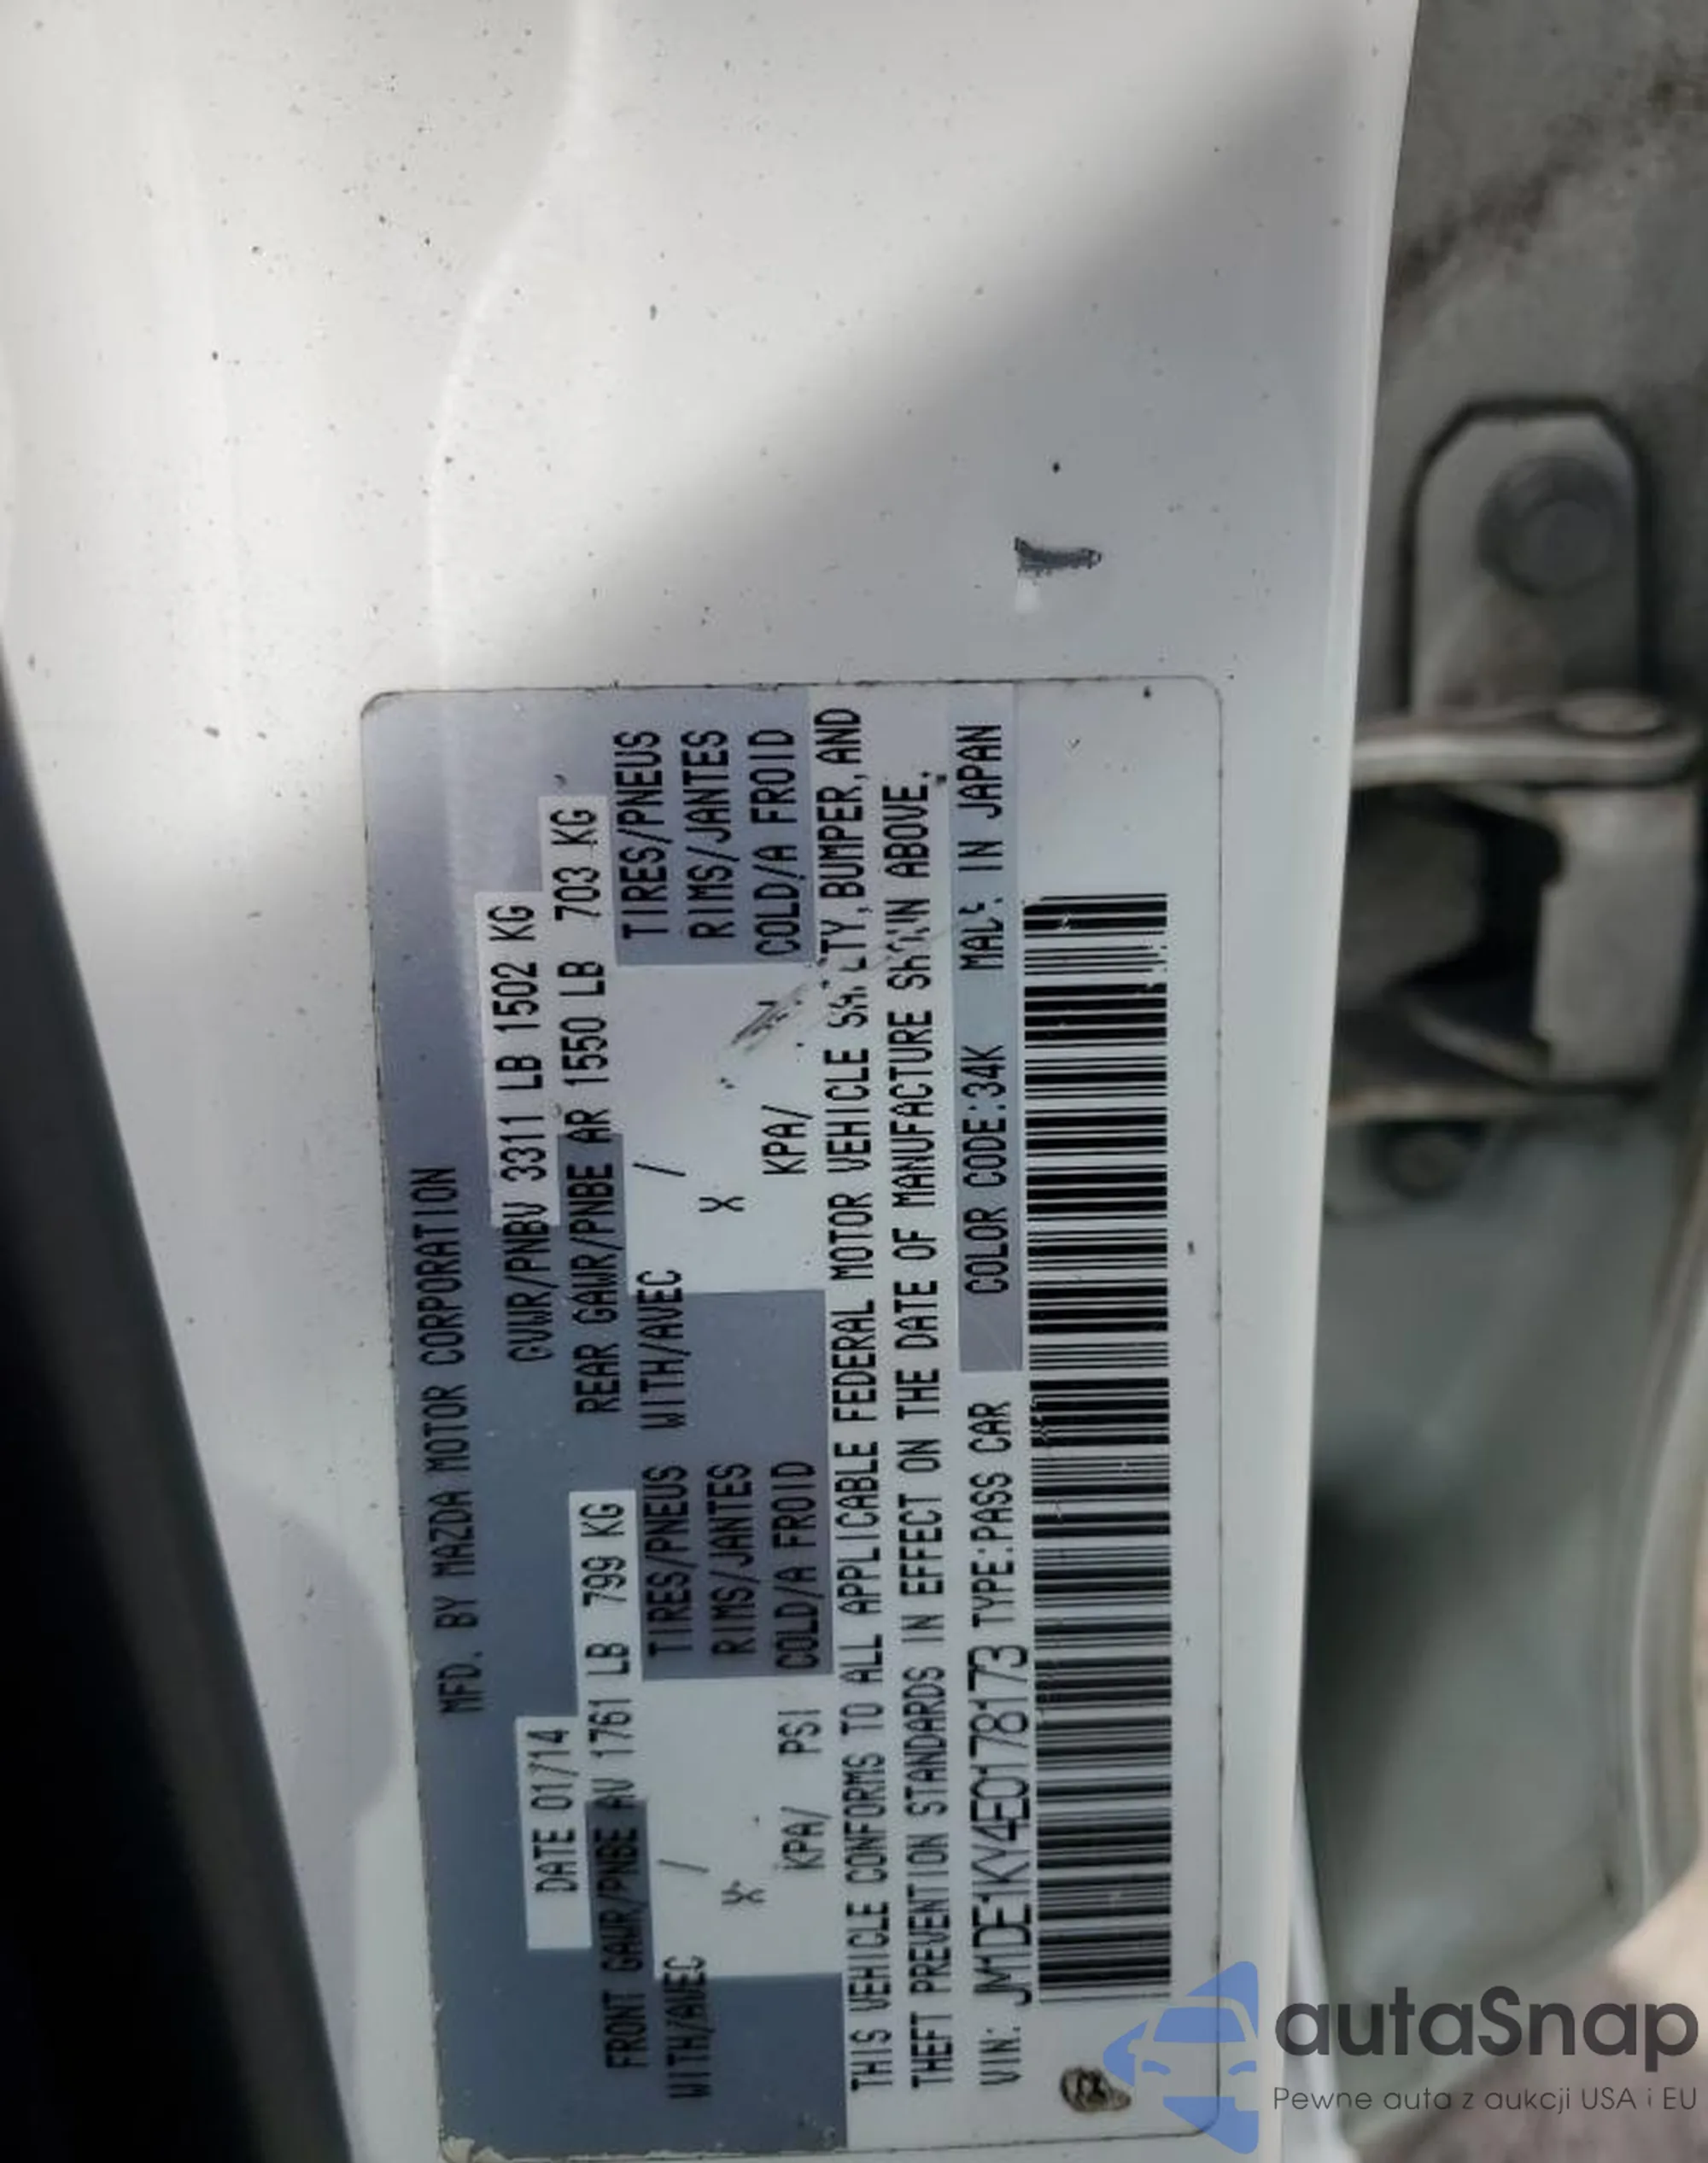 MFD. BY MAZDA MOTOR CORPORATION
DATE 01/14 GVWR/PNBV 3311 LB 1502 KG
FRONT GAWR/PNBE AV 1761 LB 799 KG REAR GAWR/PNBE AR 1550 LB 703 KG
WITH/AVEC / TIRES/PNEUS WITH/AVEC / TIRES/PNEUS
X RIMS/JANTES X RIMS/JANTES
KPA/ PSI COLD/A FROID KPA/ COLD/A FROID
THIS VEHICLE CONFORMS TO ALL APPLICABLE FEDERAL MOTOR VEHICLE SAFETY, BUMPER, AND
THEFT PREVENTION STANDARDS IN EFFECT ON THE DATE OF MANUFACTURE SHOWN ABOVE.
VIN: JM1DE1KY4E0178173 TYPE:PASS CAR COLOR CODE:34K MADE IN JAPAN
autaSnap
Pewne auta z aukcji USA i EU